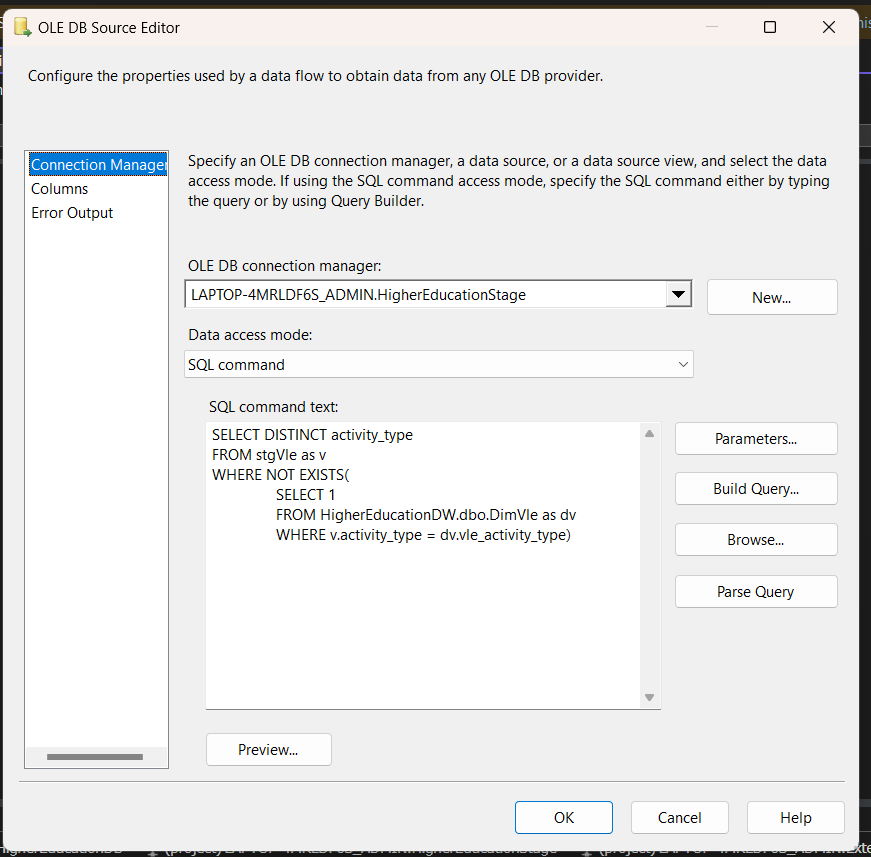 OLE DB Source Editor
Configure the properties used by a data flow to obtain data from any OLE DB provider.
Connection Manager
Columns
Error Output
Specify an OLE DB connection manager, a data source, or a data source view, and select the data
access mode. If using the SQL command access mode, specify the SQL command either by typing
the query or by using Query Builder.
OLE DB connection manager:
LAPTOP-4MRLDF6S_ADMIN.HigherEducationStage
New...
Data access mode:
SQL command
SQL command text:
SELECT DISTINCT activity_type
FROM stgVle as v
WHERE NOT EXISTS(
SELECT 1
FROM HigherEducationDW.dbo.DimVle as dv
WHERE v.activity_type = dv.vle_activity_type)
Parameters...
Build Query...
Browse...
Parse Query
Preview...
OK
Cancel
Help